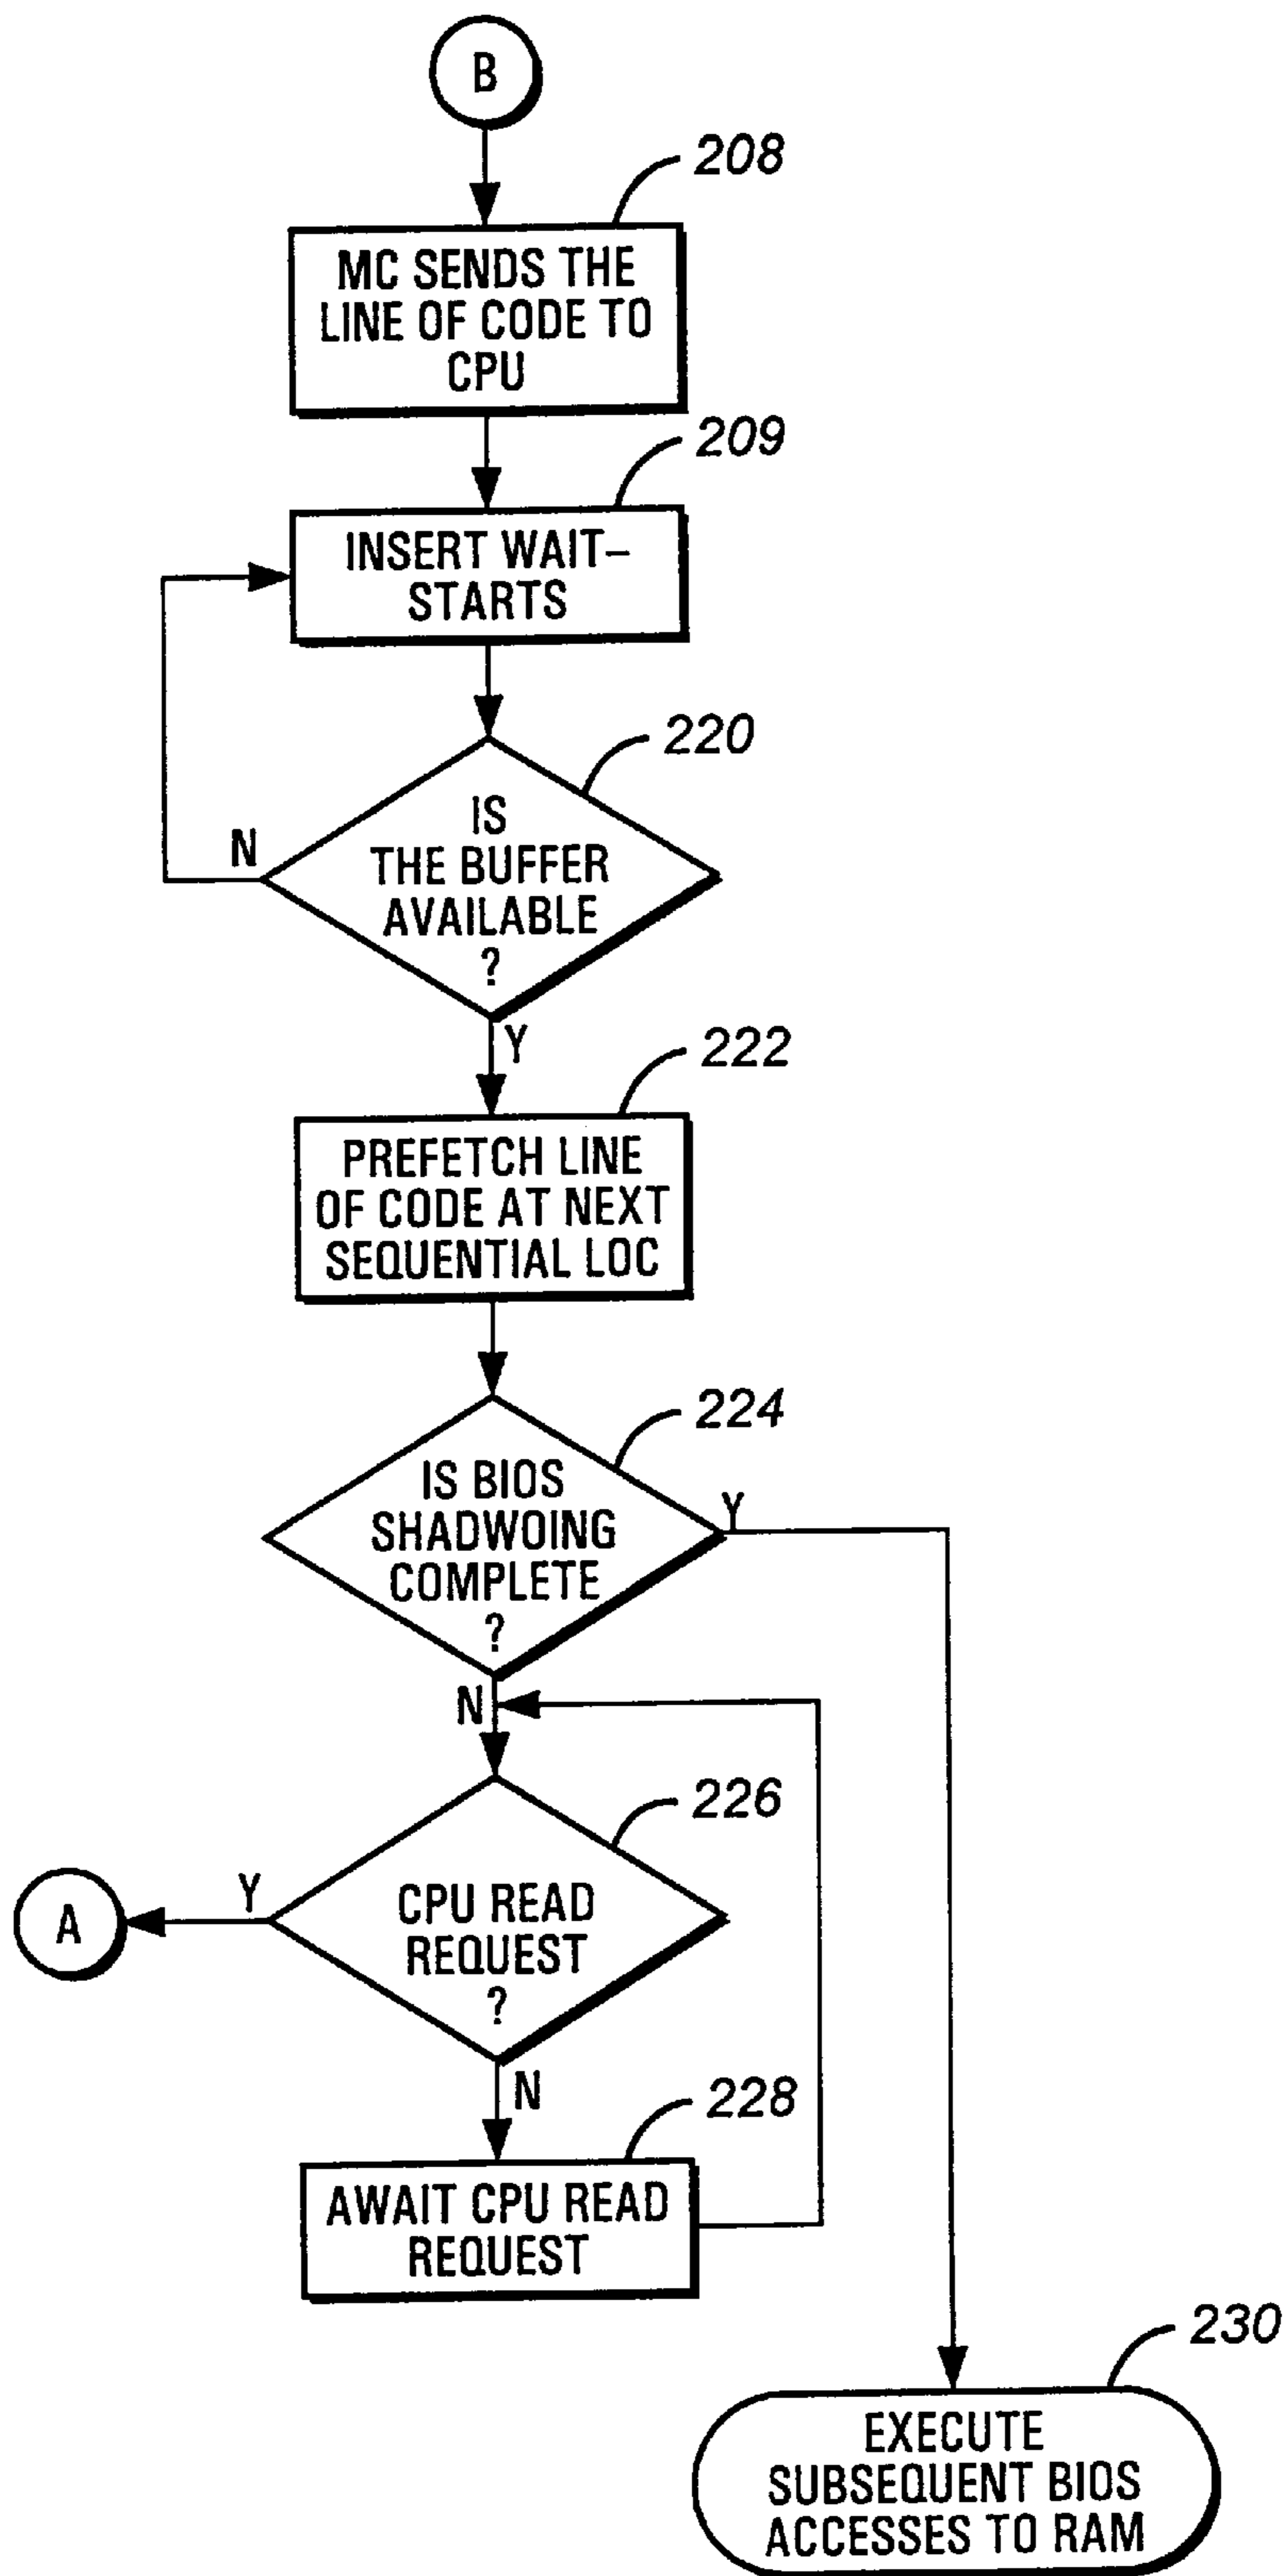 B
208
MC SENDS THE
LINE OF CODE TO
CPU
209
INSERT WAIT–
STARTS
220
IS
THE BUFFER
AVAILABLE
?
N
Y
222
PREFETCH LINE
OF CODE AT NEXT
SEQUENTIAL LOC
224
IS BIOS
SHADWOING
COMPLETE
?
Y
N
226
CPU READ
REQUEST
?
Y
A
N
228
AWAIT CPU READ
REQUEST
230
EXECUTE
SUBSEQUENT BIOS
ACCESSES TO RAM